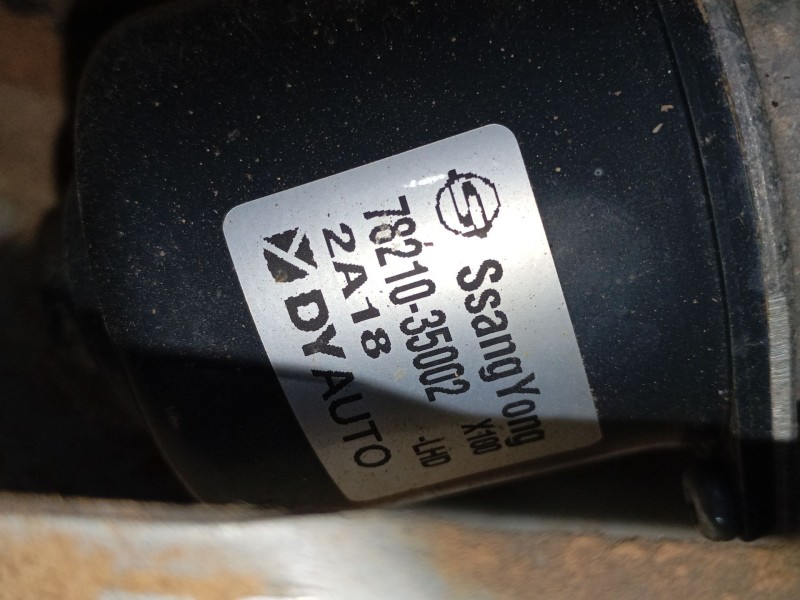 SsangYong
X100
78210-35002 -LHD
2A18
DY AUTO